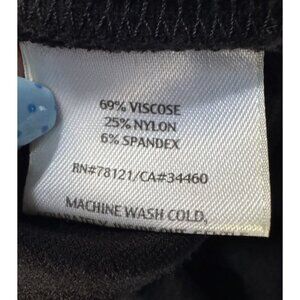 69% VISCOSE
25% NYLON
6% SPANDEX
RN#78121/CA#34460
MACHINE WASH COLD,